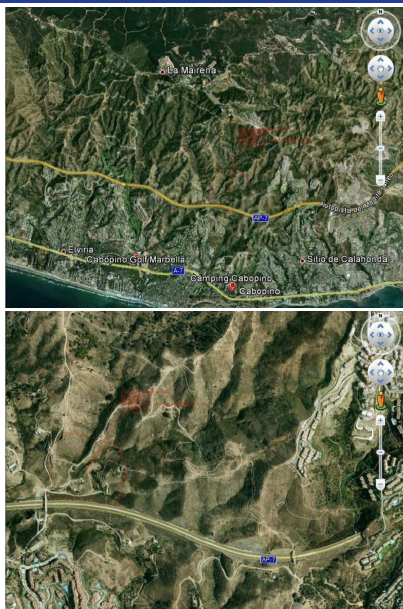 N
La Mairena
AP-7
Autopista del Mediterráneo
Elviria
Cabopino Golf Marbella
A-7
Camping Cabopino
Sitio de Calahonda
Cabopino
N
AP-7